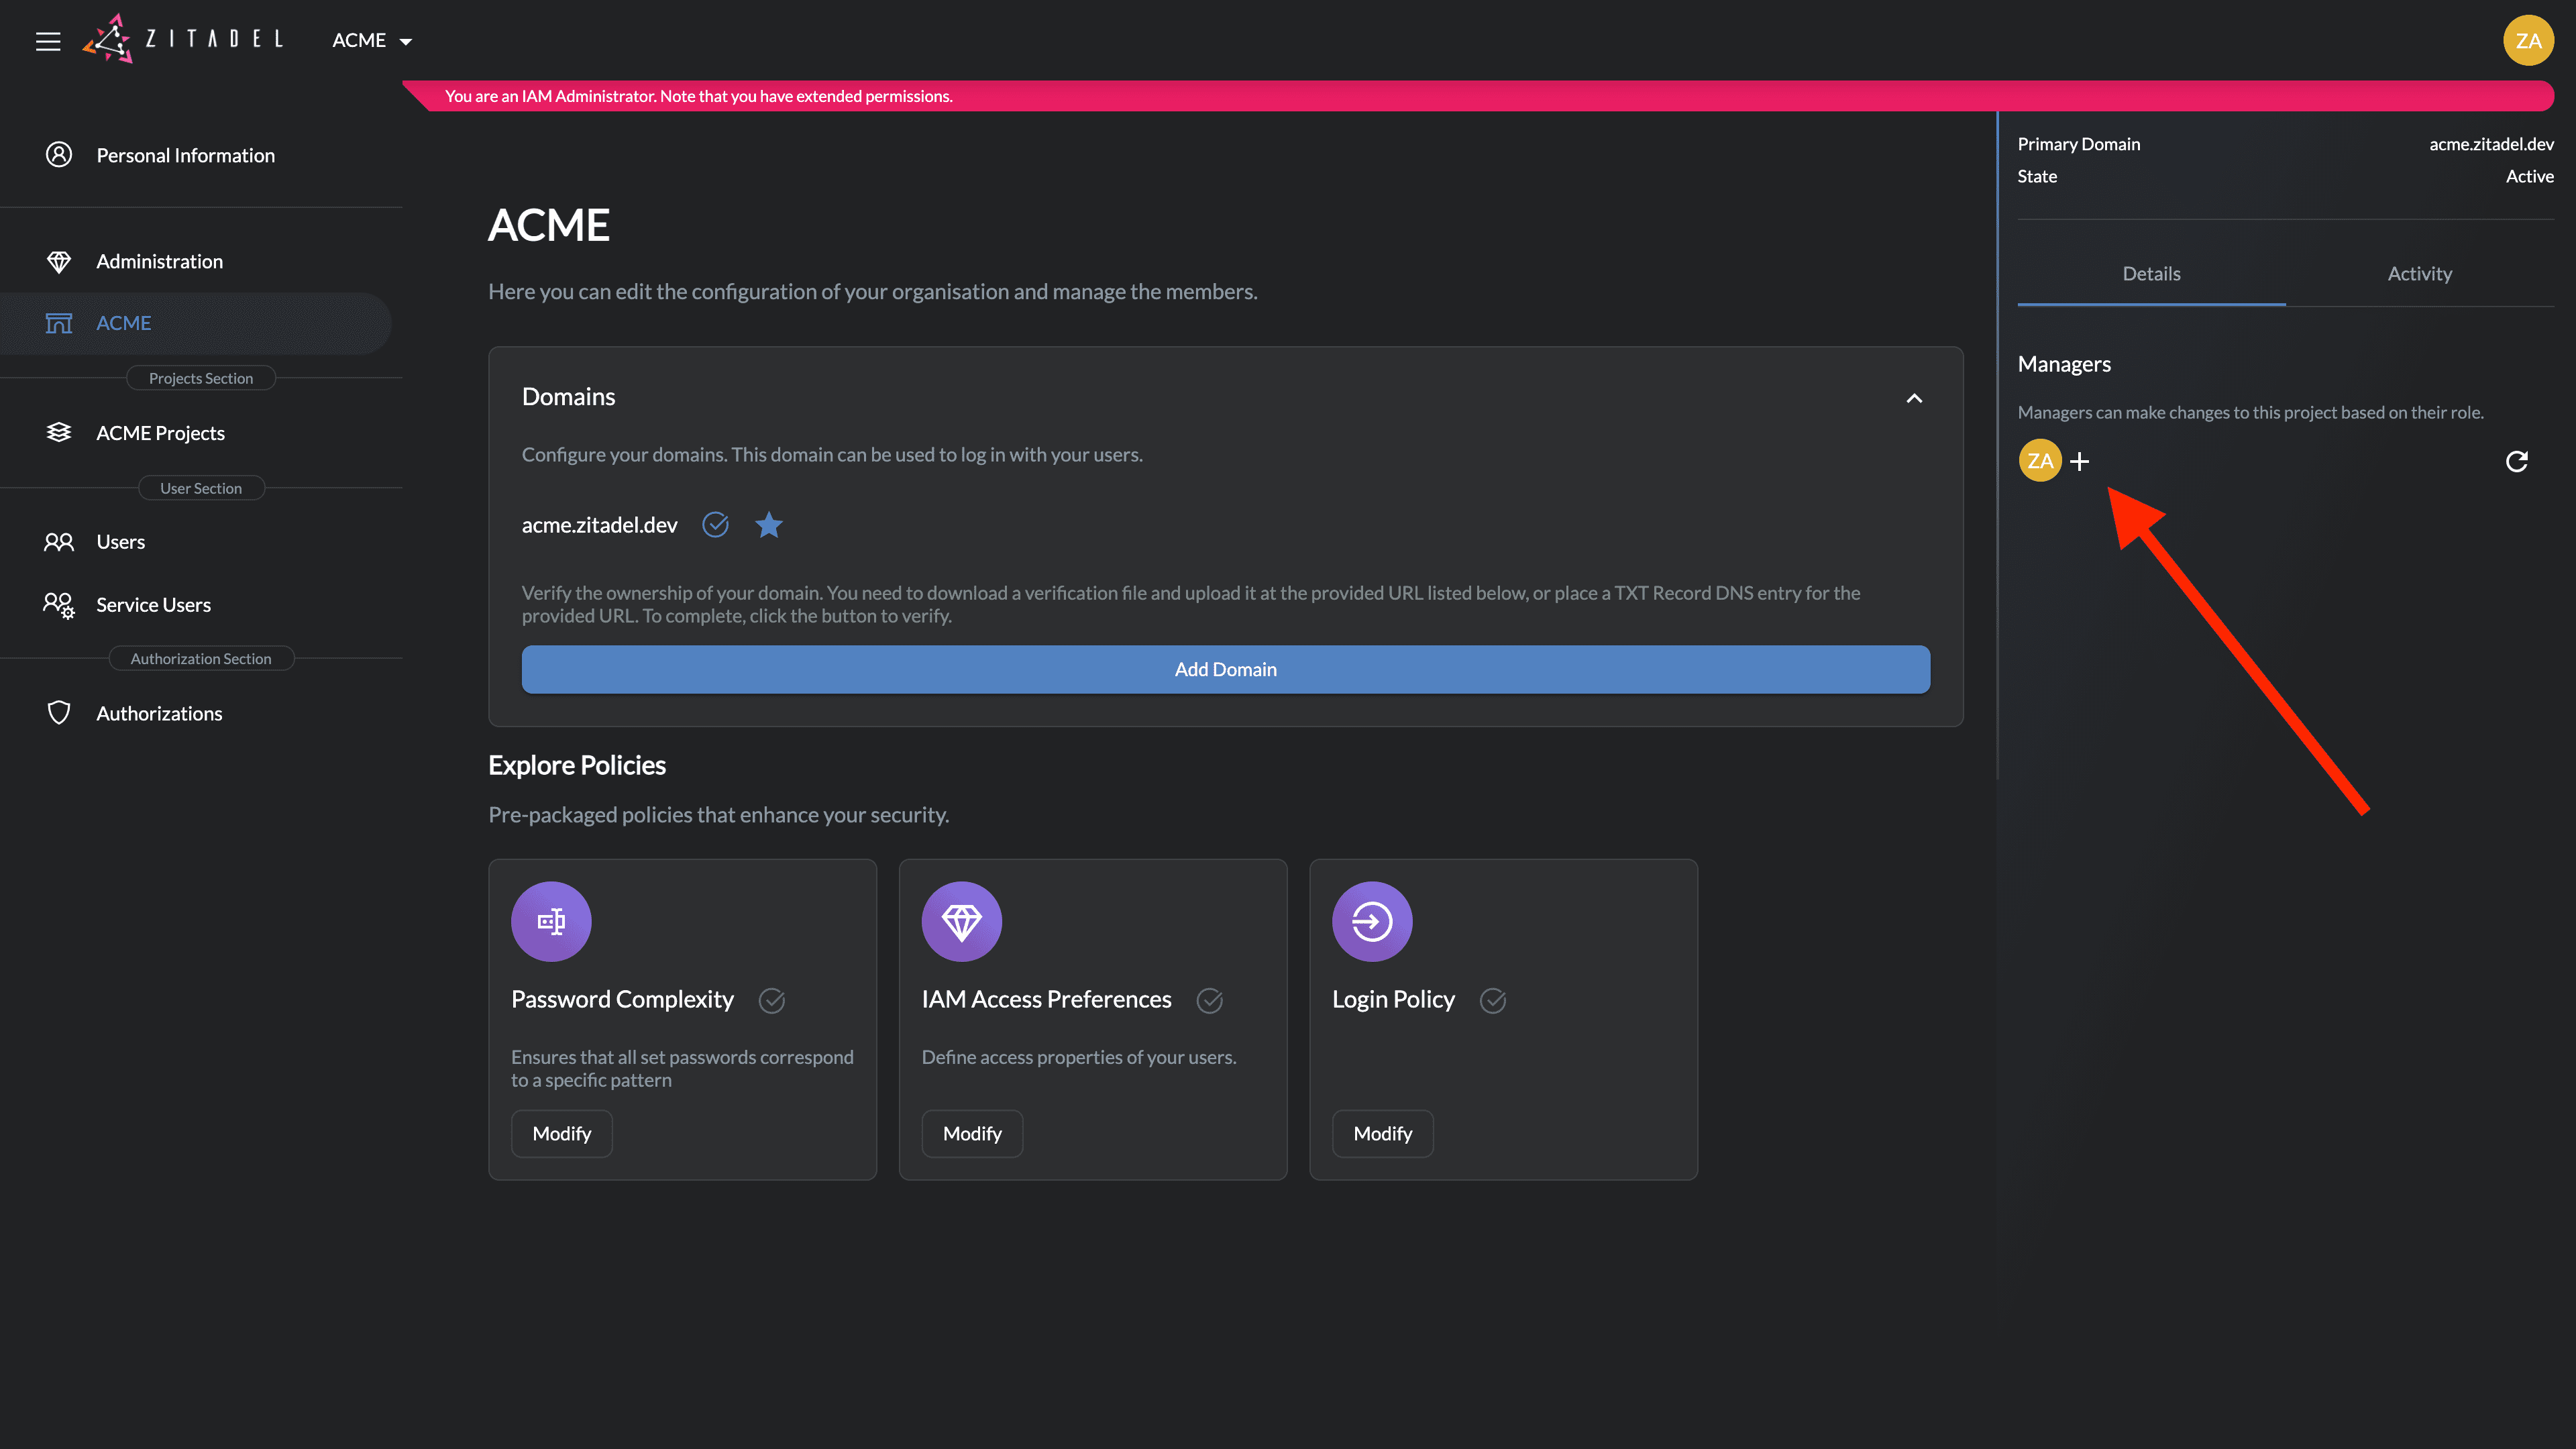 ZITADEL
ACME
ZA
You are an IAM Administrator. Note that you have extended permissions.
Personal Information
Administration
ACME
Projects Section
ACME Projects
User Section
Users
Service Users
Authorization Section
Authorizations
ACME
Here you can edit the configuration of your organisation and manage the members.
Domains
Configure your domains. This domain can be used to log in with your users.
acme.zitadel.dev
Verify the ownership of your domain. You need to download a verification file and upload it at the provided URL listed below, or place a TXT Record DNS entry for the
provided URL. To complete, click the button to verify.
Add Domain
Explore Policies
Pre-packaged policies that enhance your security.
Password Complexity
Ensures that all set passwords correspond
to a specific pattern
Modify
IAM Access Preferences
Define access properties of your users.
Modify
Login Policy
Modify
Primary Domain acme.zitadel.dev
State Active
Details Activity
Managers
Managers can make changes to this project based on their role.
ZA